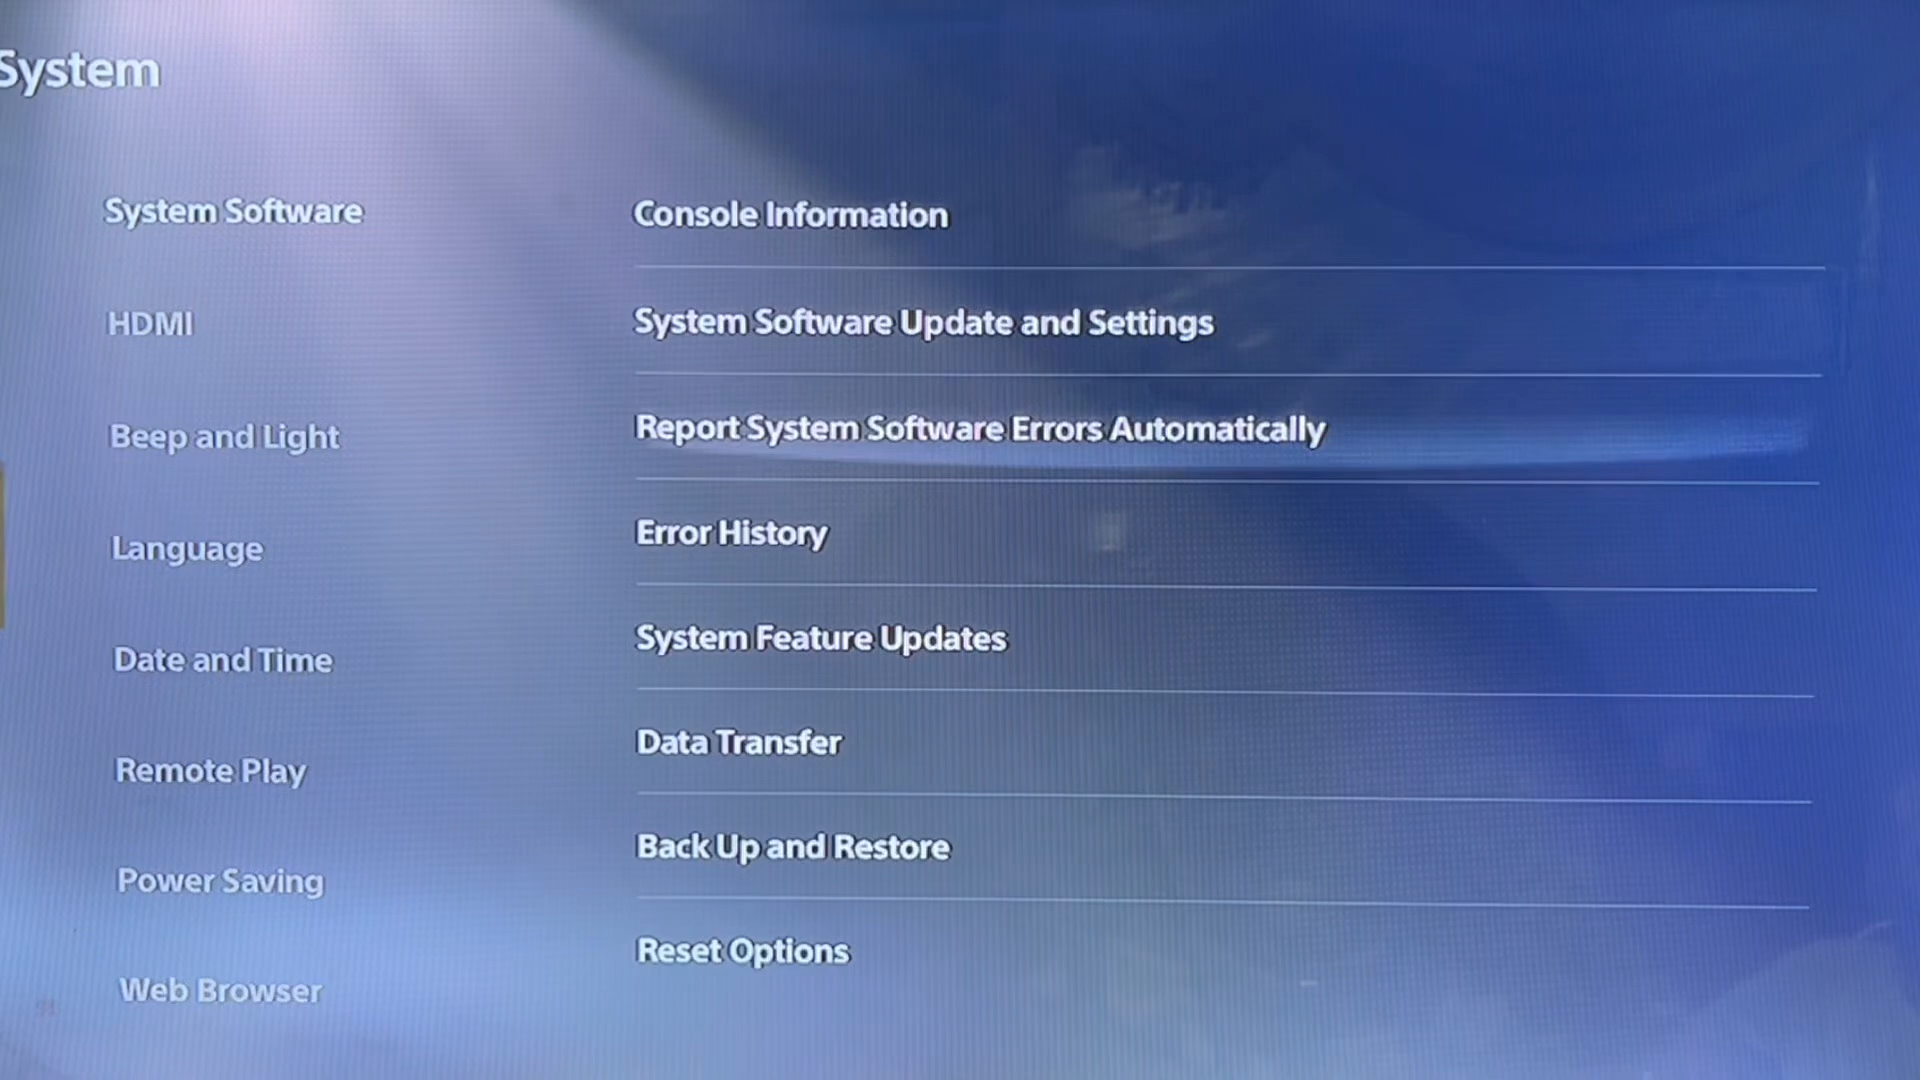 System
System Software
HDMI
Beep and Light
Language
Date and Time
Remote Play
Power Saving
Web Browser
Console Information
System Software Update and Settings
Report System Software Errors Automatically
Error History
System Feature Updates
Data Transfer
Back Up and Restore
Reset Options